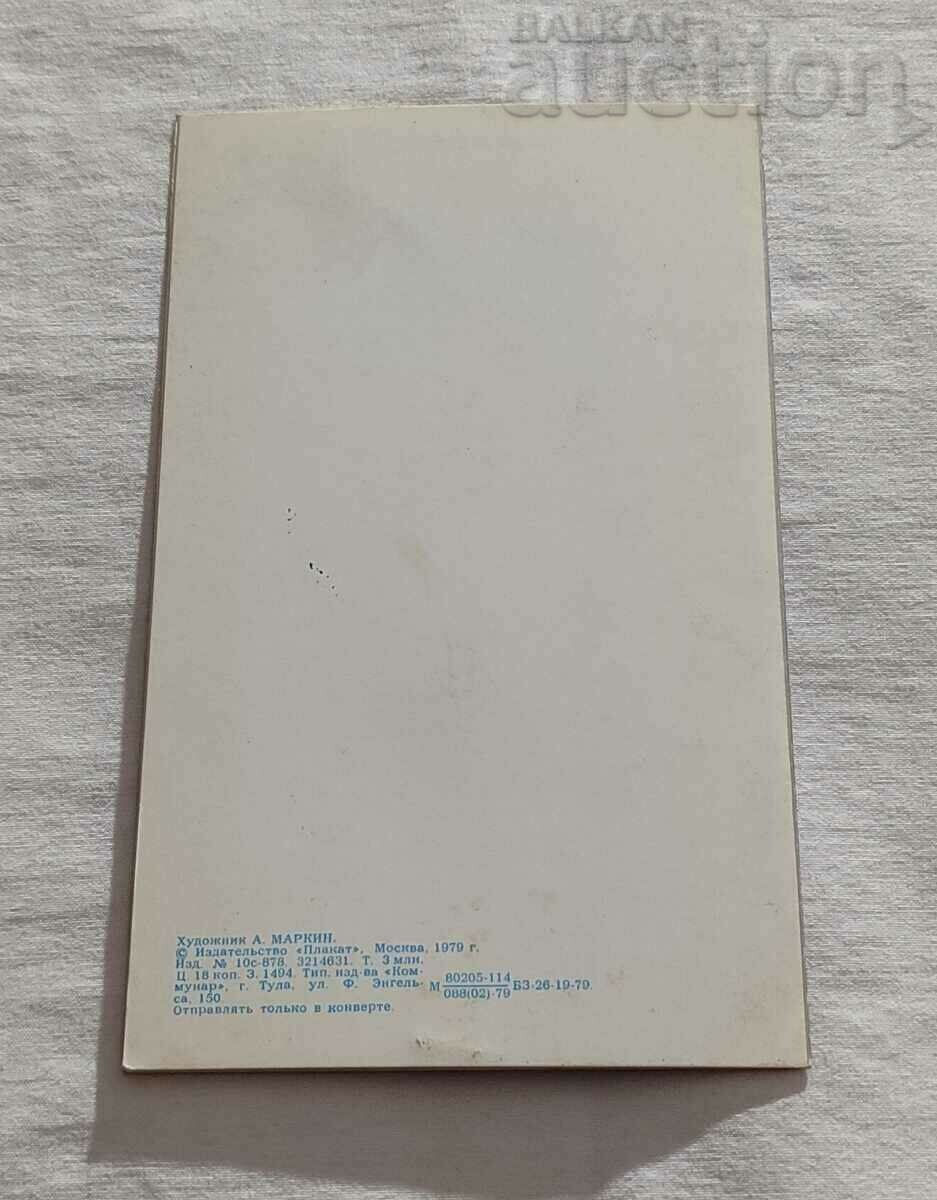 BALKAN
auction
Художник А. МАРКИН.
© Издательство «Плакат», Москва, 1979 г.
Изд. № 10с-878. 3214631. Т. 3 млн.
Ц. 18 коп. З. 1494. Тип. изд-ва «Ком-
мунар», г. Тула, ул. Ф. Энгель-
са, 150
М 80205-114
088(02)-79 БЗ-26-19-79.
Отправлять только в конверте.